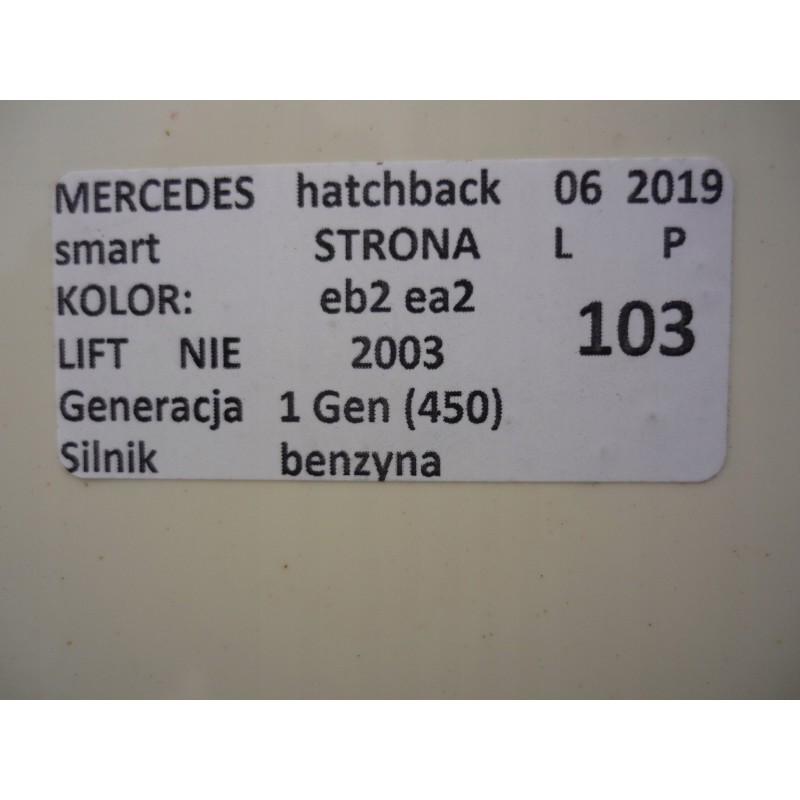 MERCEDES hatchback 06 2019
smart STRONA L P
KOLOR: eb2 ea2 103
LIFT NIE 2003
Generacja 1 Gen (450)
Silnik benzyna